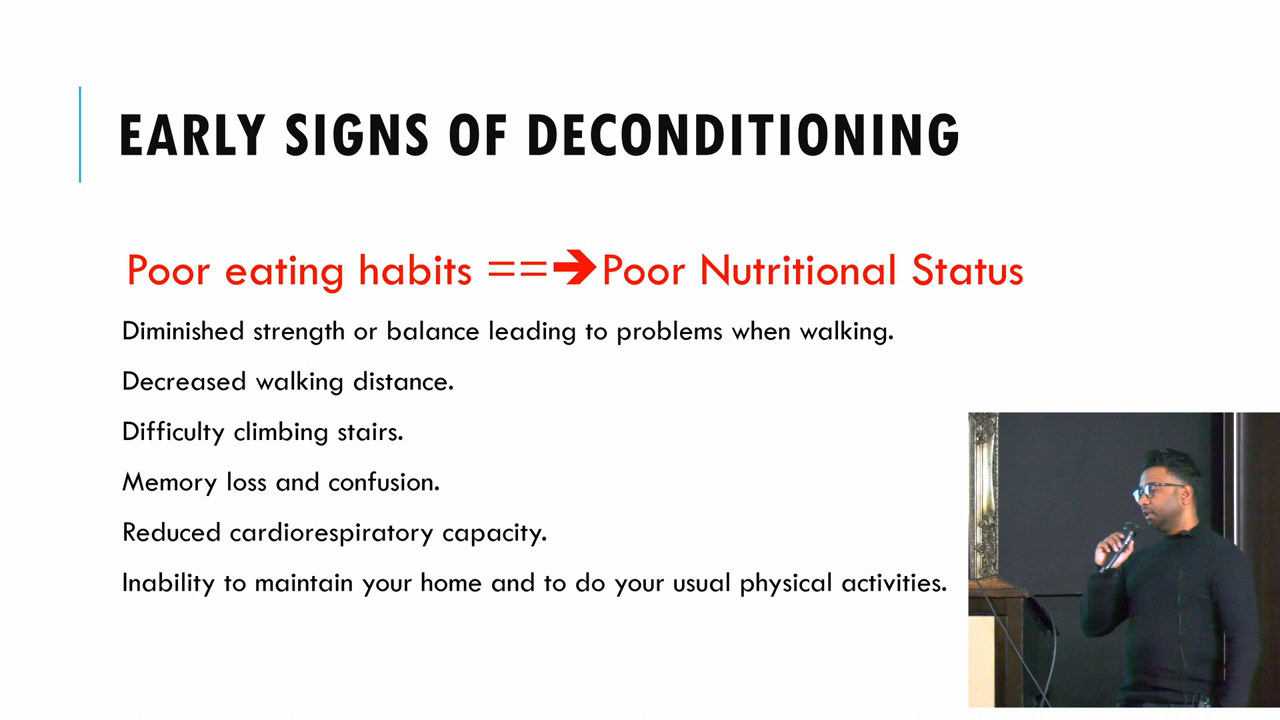 EARLY SIGNS OF DECONDITIONING
Poor eating habits ==➔Poor Nutritional Status
Diminished strength or balance leading to problems when walking.
Decreased walking distance.
Difficulty climbing stairs.
Memory loss and confusion.
Reduced cardiorespiratory capacity.
Inability to maintain your home and to do your usual physical activities.